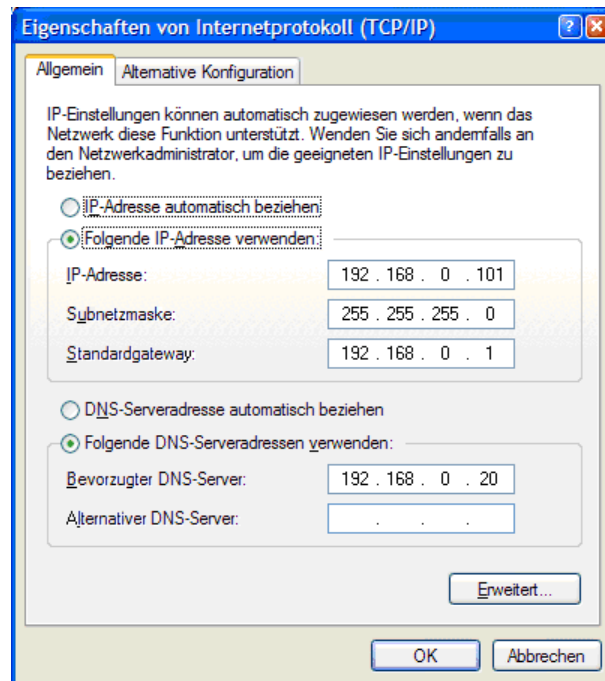 Eigenschaften von Internetprotokoll (TCP/IP)
Allgemein
Alternative Konfiguration
IP-Einstellungen können automatisch zugewiesen werden, wenn das
Netzwerk diese Funktion unterstützt. Wenden Sie sich andernfalls an
den Netzwerkadministrator, um die geeigneten IP-Einstellungen zu
beziehen.
IP-Adresse automatisch beziehen
Folgende IP-Adresse verwenden:
IP-Adresse: 192 . 168 . 0 . 101
Subnetzmaske: 255 . 255 . 255 . 0
Standardgateway: 192 . 168 . 0 . 1
DNS-Serveradresse automatisch beziehen
Folgende DNS-Serveradressen verwenden:
Bevorzugter DNS-Server: 192 . 168 . 0 . 20
Alternativer DNS-Server: . . .
Erweitert...
OK
Abbrechen